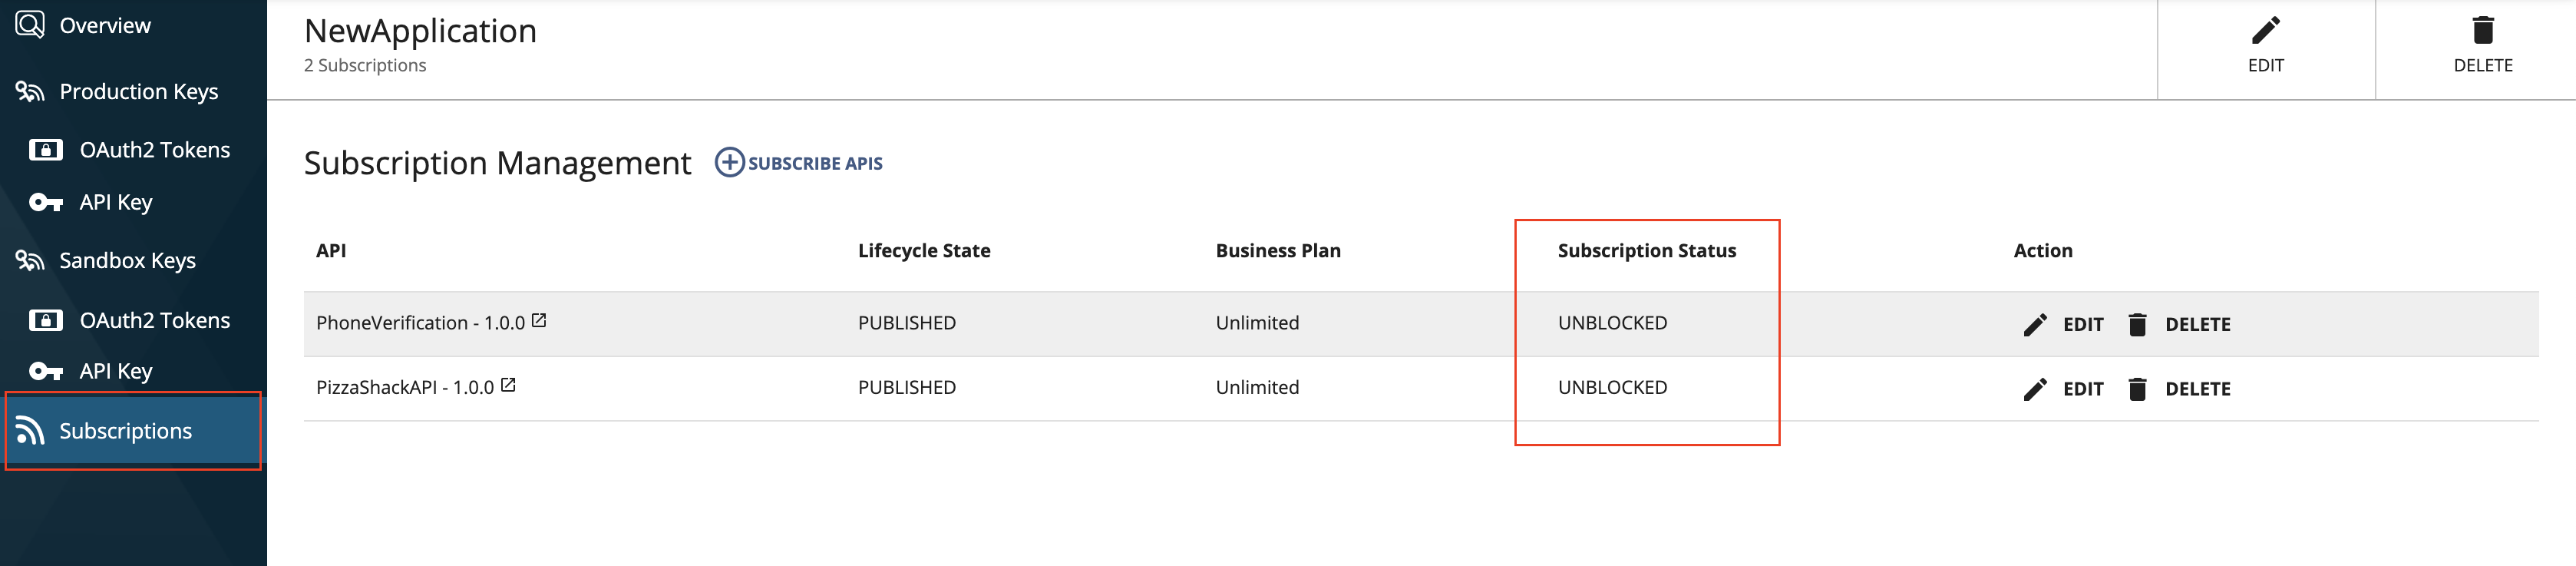 Overview
Production Keys
OAuth2 Tokens
API Key
Sandbox Keys
OAuth2 Tokens
API Key
Subscriptions
NewApplication
2 Subscriptions
EDIT
DELETE
Subscription Management SUBSCRIBE APIS
API Lifecycle State Business Plan Subscription Status Action
PhoneVerification - 1.0.0 PUBLISHED Unlimited UNBLOCKED EDIT DELETE
PizzaShackAPI - 1.0.0 PUBLISHED Unlimited UNBLOCKED EDIT DELETE